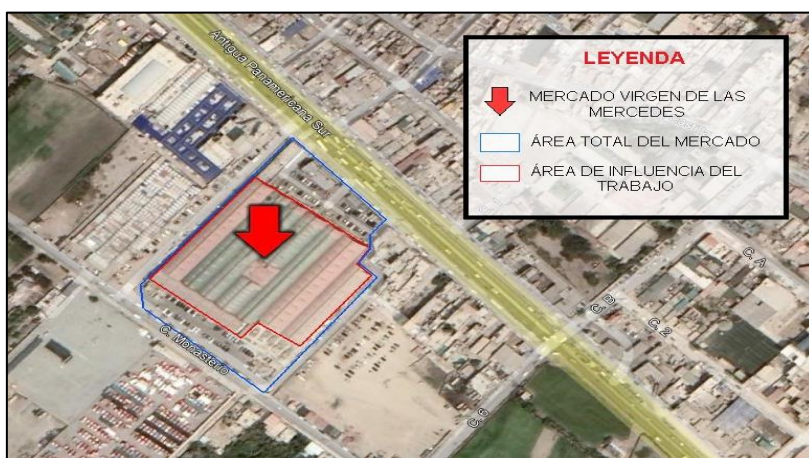 Antigua Panamericana Sur
LEYENDA
MERCADO VIRGEN DE LAS
MERCEDES
ÁREA TOTAL DEL MERCADO
ÁREA DE INFLUENCIA DEL
TRABAJO
C. A
C. 2
C. Monasterio